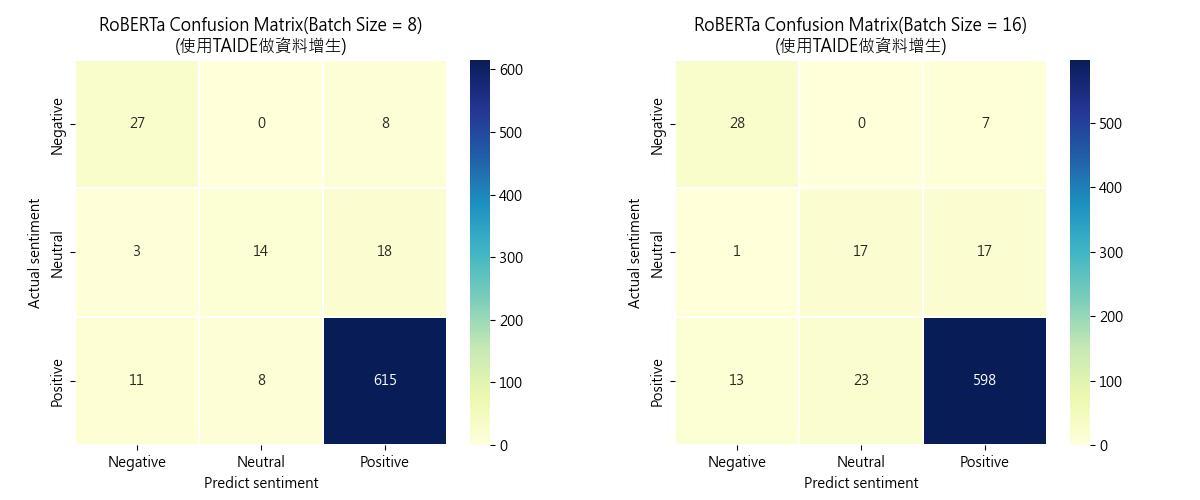 RoBERTa Confusion Matrix(Batch Size = 8)
(使用TAIDE做資料增生)
Actual sentiment
Negative
Neutral
Positive
27 0 8
3 14 18
11 8 615
Negative Neutral Positive
Predict sentiment
600
500
400
300
200
100
0
RoBERTa Confusion Matrix(Batch Size = 16)
(使用TAIDE做資料增生)
Actual sentiment
Negative
Neutral
Positive
28 0 7
1 17 17
13 23 598
Negative Neutral Positive
Predict sentiment
500
400
300
200
100
0